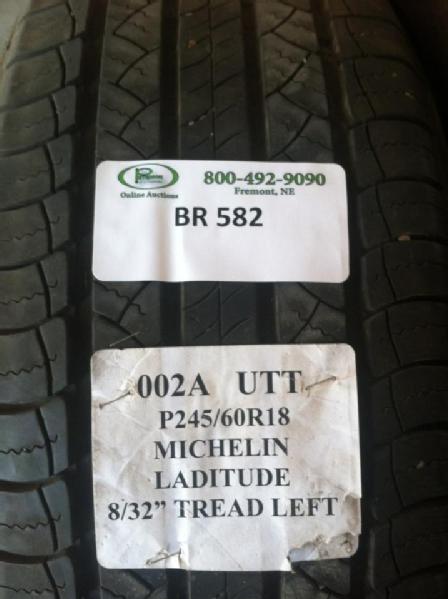 800-492-9090
Online Auctions
Fremont, NE
BR 582
002A UTT
P245/60R18
MICHELIN
LADITUDE
8/32” TREAD LEFT